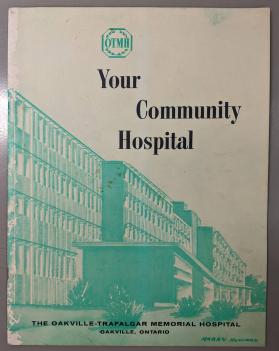 OTMH
Your
Community
Hospital
THE OAKVILLE-TRAFALGAR MEMORIAL HOSPITAL
OAKVILLE, ONTARIO